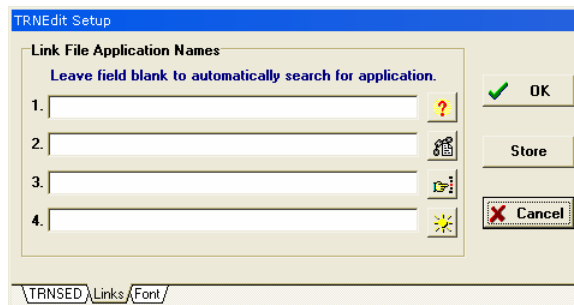 TRNEdit Setup
Link File Application Names
Leave field blank to automatically search for application.
1.
OK
2.
Store
3.
4.
Cancel
TRNSED Links Font